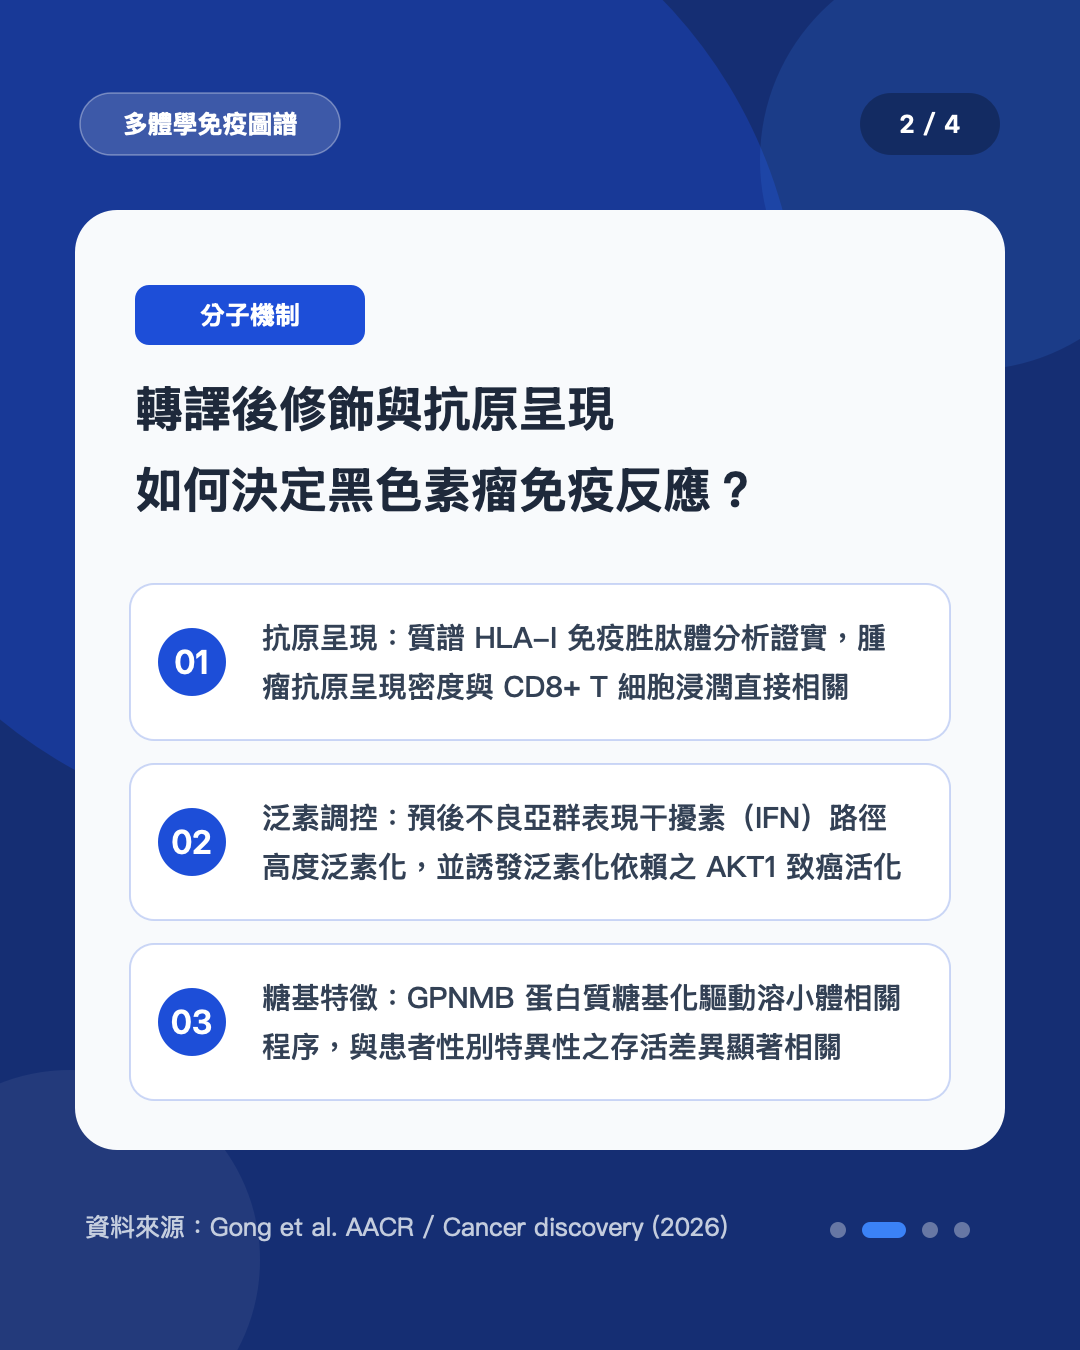 多體學免疫圖譜
2 / 4
分子機制
轉譯後修飾與抗原呈現
如何決定黑色素瘤免疫反應？
01
抗原呈現：質譜 HLA–I 免疫胜肽體分析證實，腫
瘤抗原呈現密度與 CD8+ T 細胞浸潤直接相關
02
泛素調控：預後不良亞群表現干擾素（IFN）路徑
高度泛素化，並誘發泛素化依賴之 AKT1 致癌活化
03
糖基特徵：GPNMB 蛋白質糖基化驅動溶小體相關
程序，與患者性別特異性之存活差異顯著相關
資料來源：Gong et al. AACR / Cancer discovery (2026)